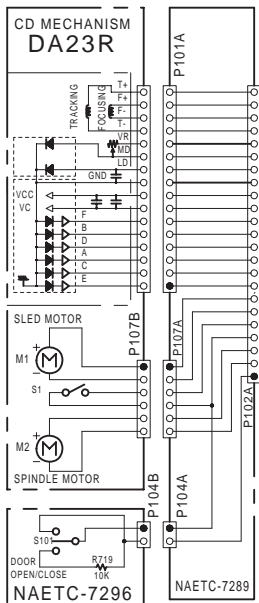 CD MECHANISM
DA23R
P101A
TRACKING
FOCUSING
T+
F+
F-
T-
VR
MD
LD
GND
VCC
VC
F
B
D
A
C
E
SLED MOTOR
P107B
P107A
+
M1
M
-
S1
P102A
+
M2
M
-
SPINDLE MOTOR
P104B
P104A
S101
DOOR
OPEN/CLOSE
R719
10K
NAETC-7296
NAETC-7289